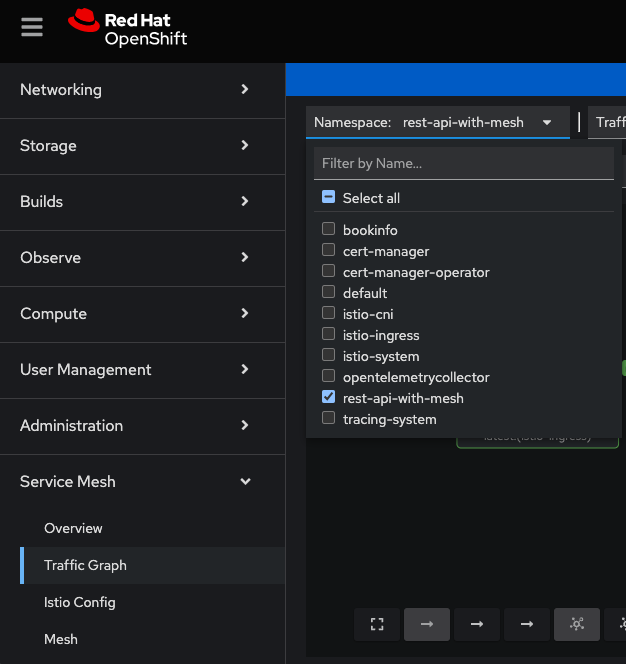 Red Hat
OpenShift
Networking
Storage
Builds
Observe
Compute
User Management
Administration
Service Mesh
Overview
Traffic Graph
Istio Config
Mesh
Namespace: rest-api-with-mesh
Traff
Filter by Name...
Select all
bookinfo
cert-manager
cert-manager-operator
default
istio-cni
istio-ingress
istio-system
opentelemetrycollector
rest-api-with-mesh
tracing-system
latest(istio-ingress)